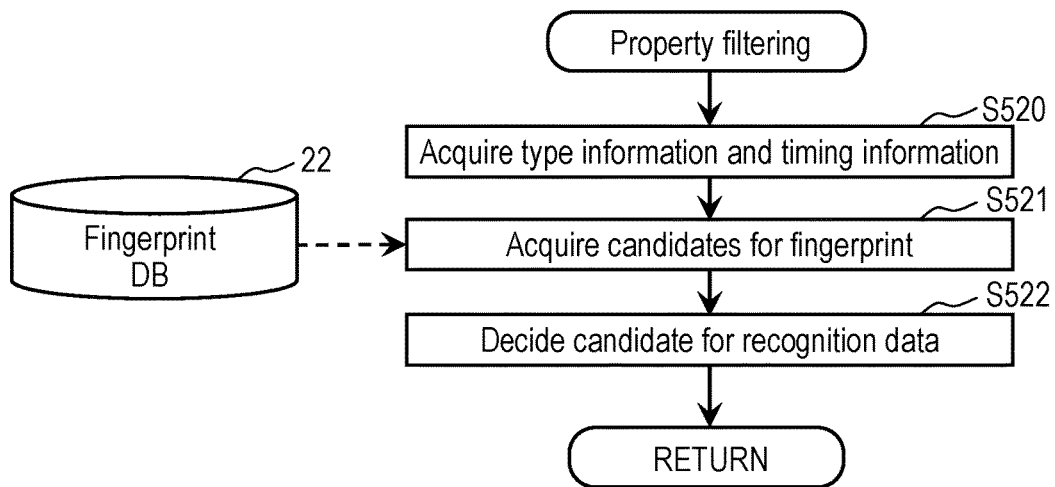 Property filtering
S520
Acquire type information and timing information
22
S521
Fingerprint
DB
Acquire candidates for fingerprint
S522
Decide candidate for recognition data
RETURN